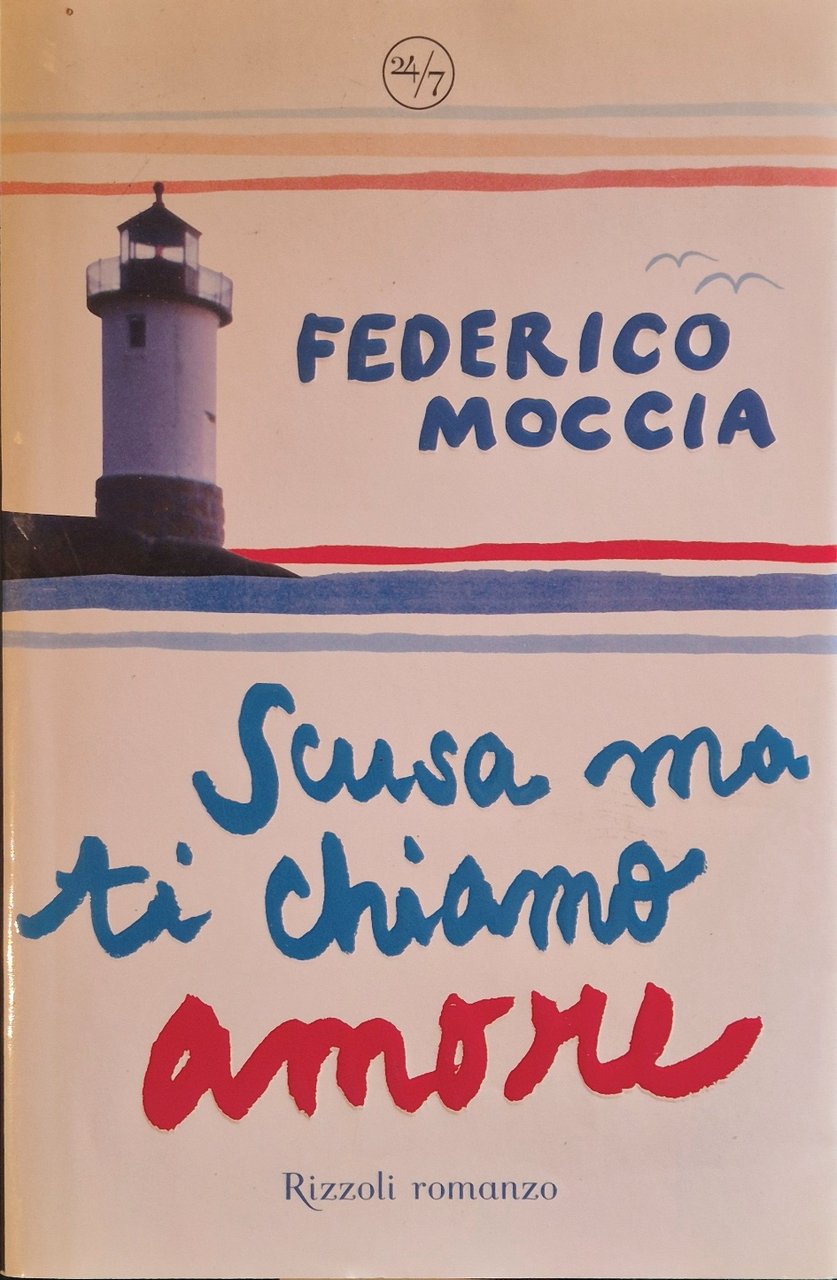 24/7
FEDERICO
MOCCIA
Scusa ma
ti chiamo
amore
Rizzoli romanzo